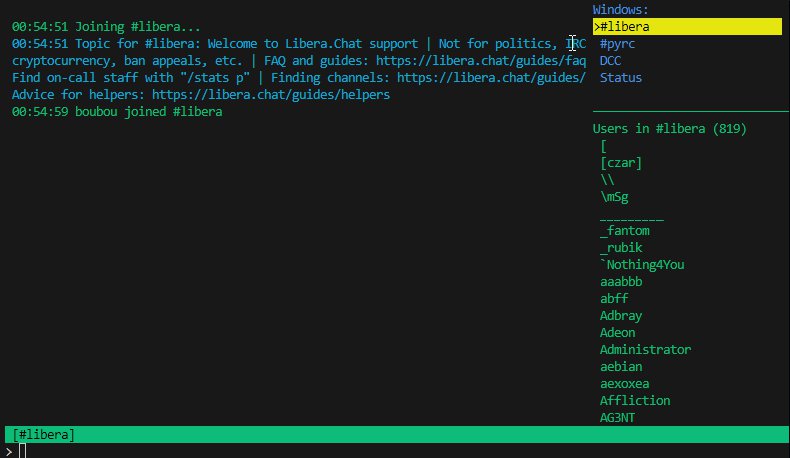 00:54:51 Joining #libera...
00:54:51 Topic for #libera: Welcome to Libera.Chat support | Not for politics, IRC
cryptocurrency, ban appeals, etc. | FAQ and guides: https://libera.chat/guides/faq
Find on-call staff with "/stats p" | Finding channels: https://libera.chat/guides/
Advice for helpers: https://libera.chat/guides/helpers
00:54:59 boubou joined #libera
Windows:
>#libera
#pyrc
DCC
Status
Users in #libera (819)
[
[czar]
\\
\mSg
_________
_fantom
_rubik
`Nothing4You
aaabbb
abff
Adbray
Adeon
Administrator
aebian
aexoxea
Affliction
AG3NT
[#libera]
>